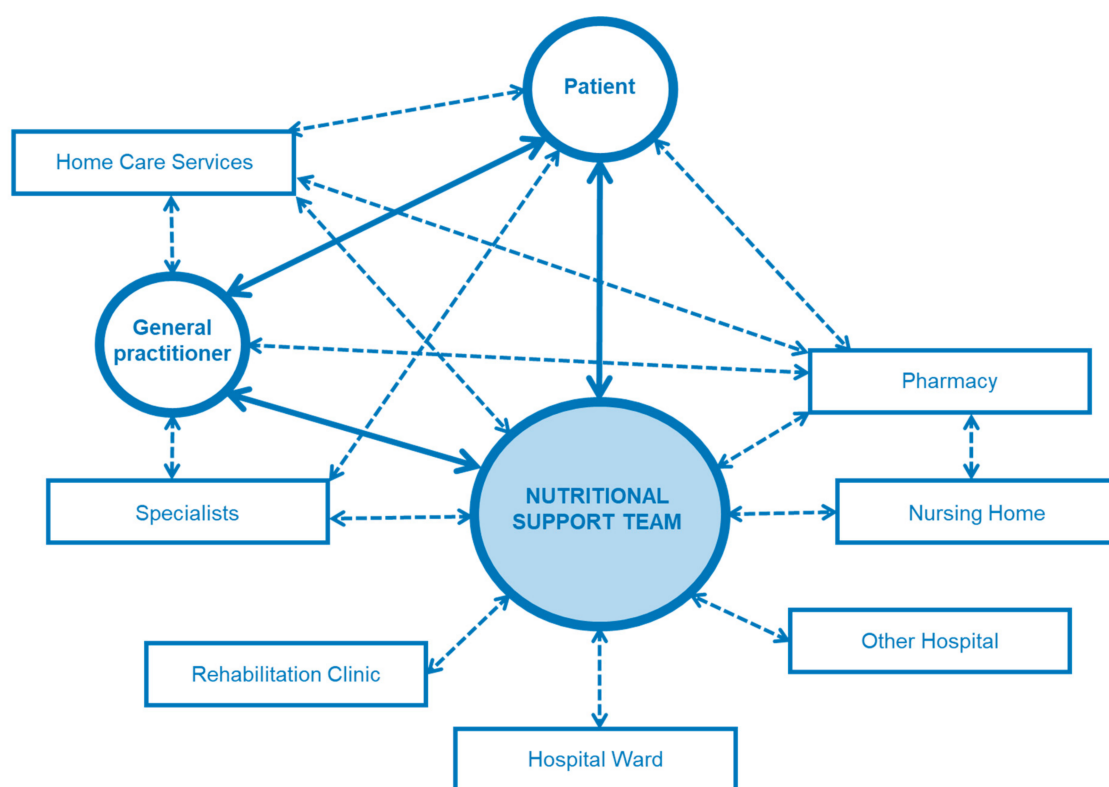 Patient
Home Care Services
General
practitioner
Pharmacy
Specialists
NUTRITIONAL
SUPPORT TEAM
Nursing Home
Other Hospital
Rehabilitation Clinic
Hospital Ward